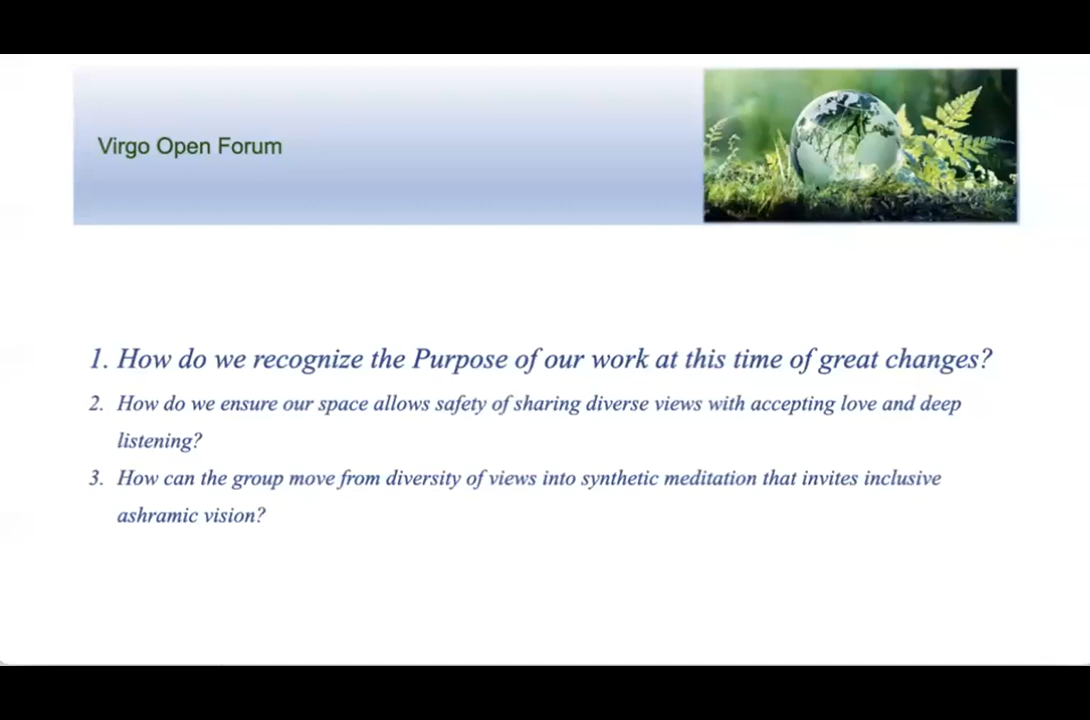 Virgo Open Forum
1. How do we recognize the Purpose of our work at this time of great changes?
2. How do we ensure our space allows safety of sharing diverse views with accepting love and deep
listening?
3. How can the group move from diversity of views into synthetic meditation that invites inclusive
ashramic vision?